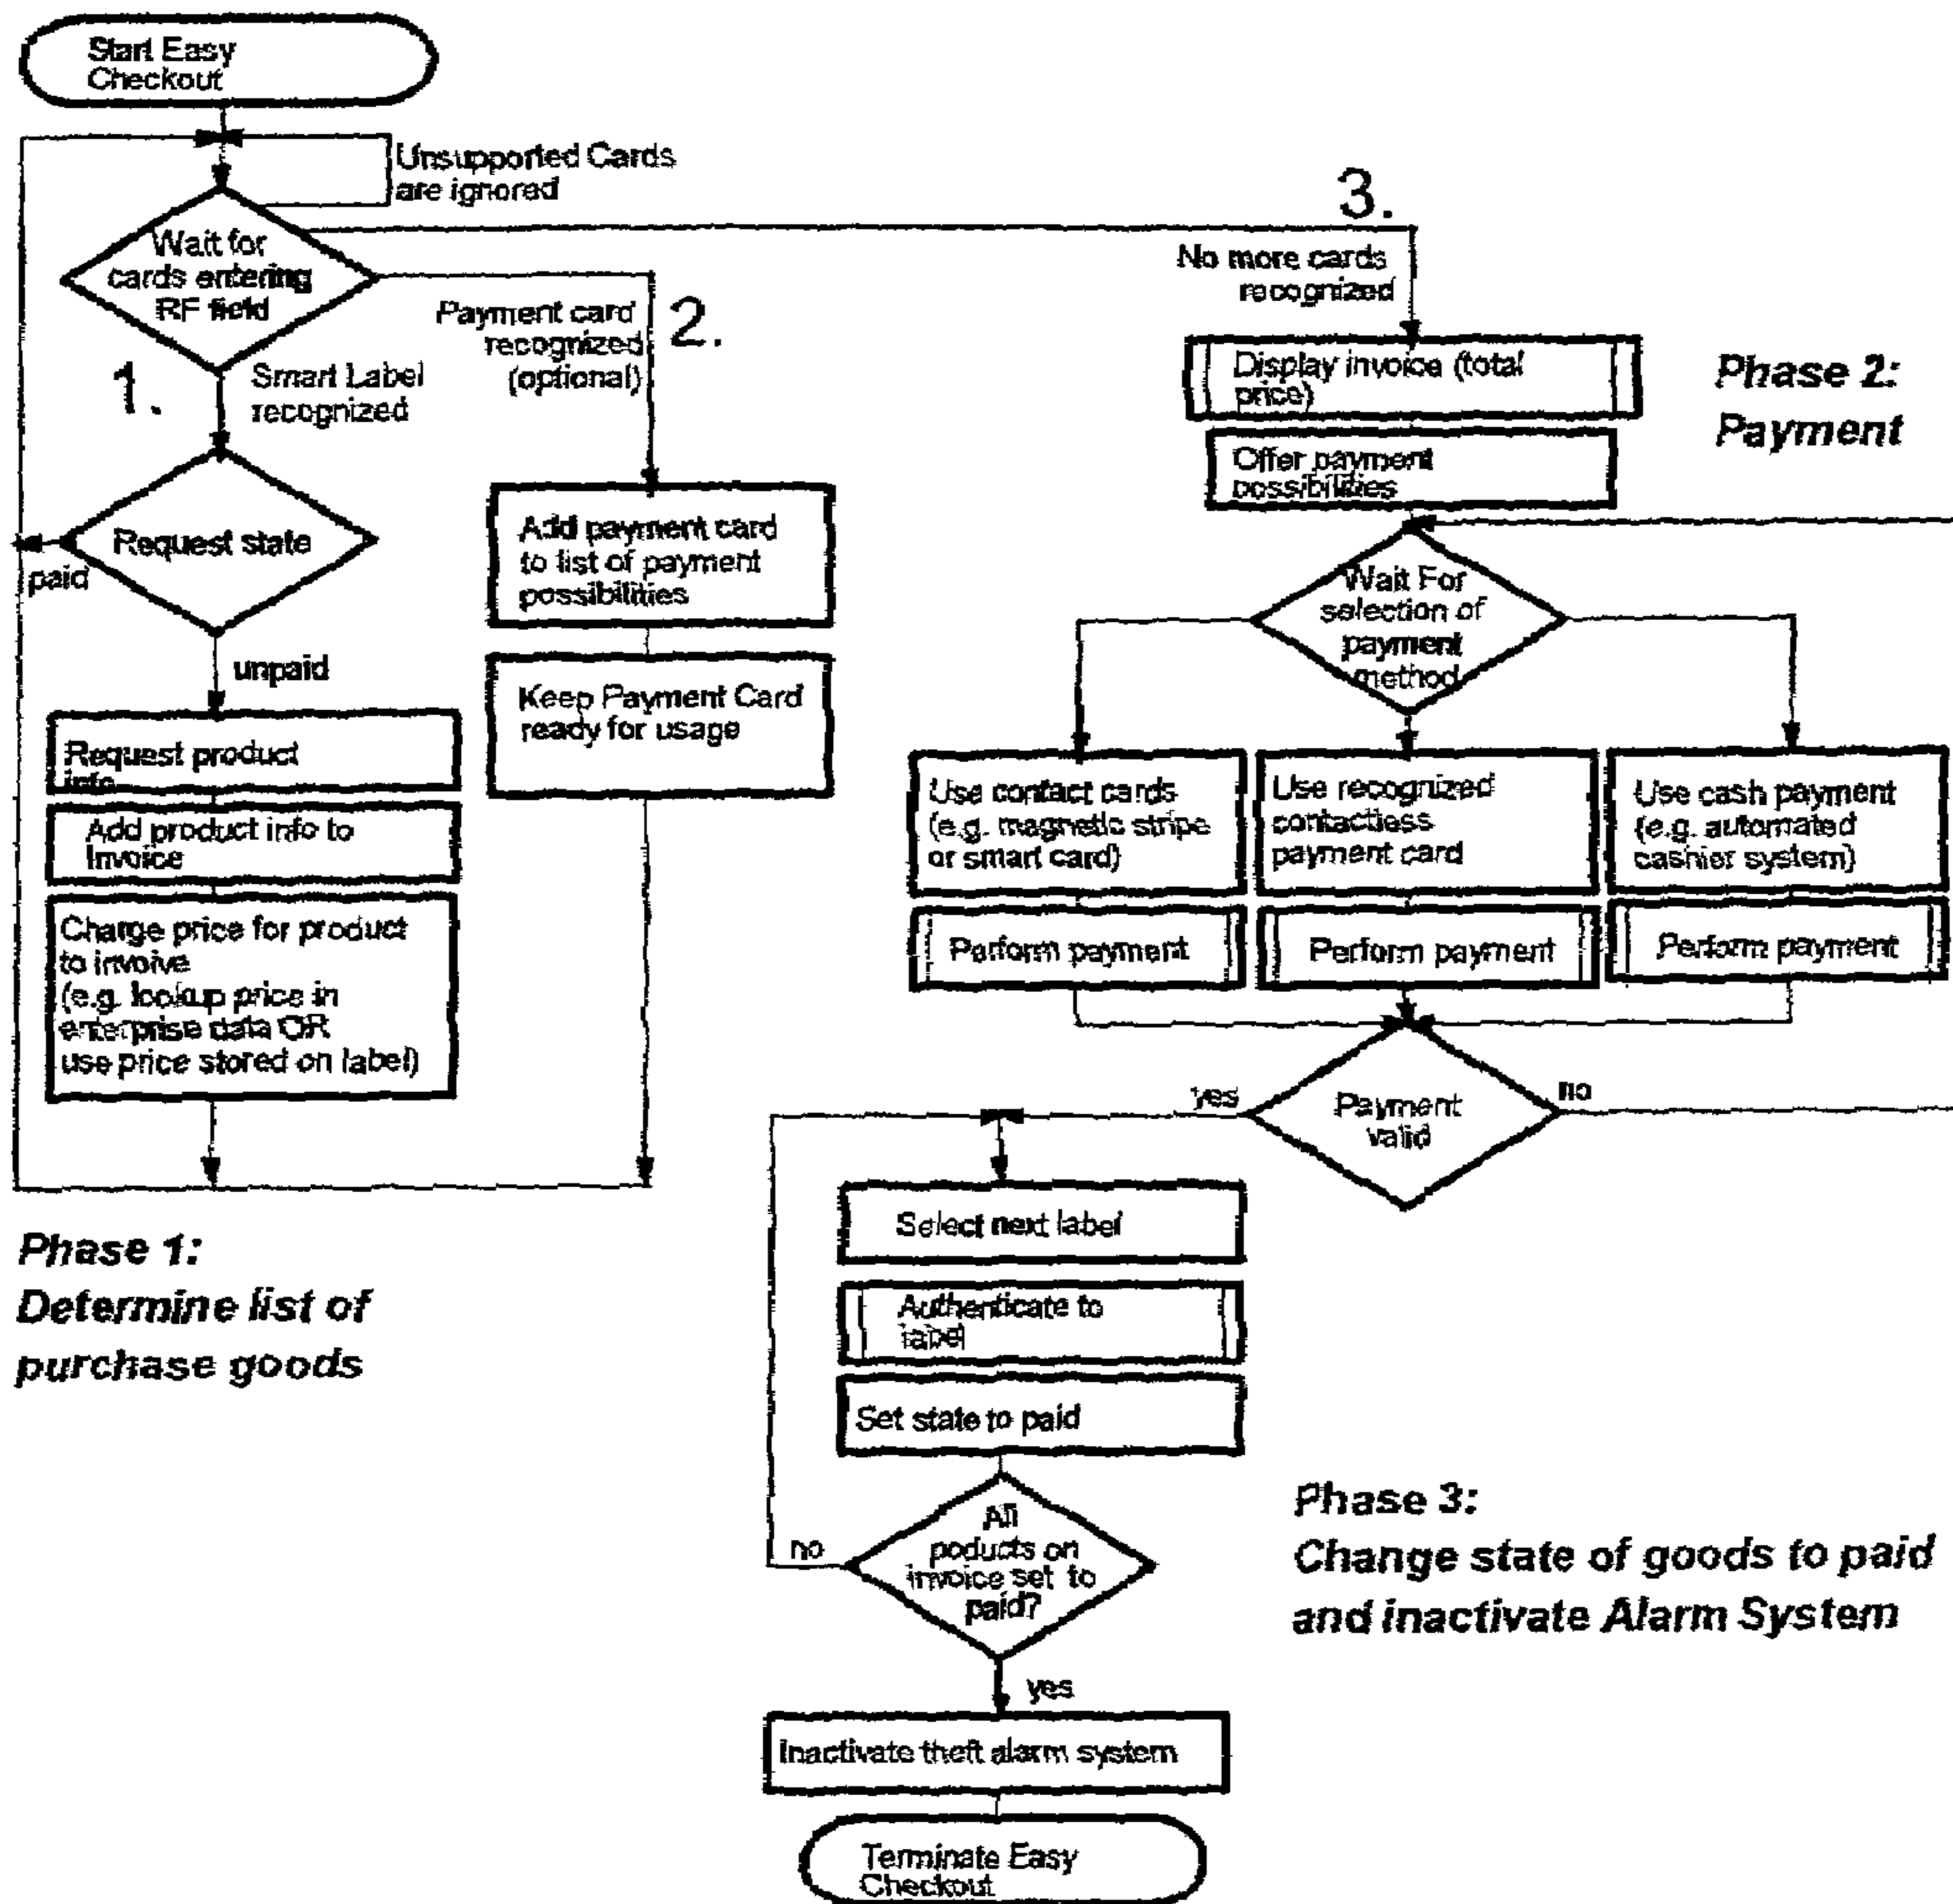 Start Easy
Checkout
Unsupported Cards
are ignored
Wait for
cards entering
RF field
3.
No more cards
recognized
Payment card
recognized
(optional)
2.
1.
Smart Label
recognized
Display invoice (total
price)
Phase 2:
Payment
Offer payment
possibilities
Request state
paid
unpaid
Add payment card
to list of payment
possibilities
Keep Payment Card
ready for usage
Wait For
selection of
payment
method
Request product
info
Add product info to
Invoice
Charge price for product
to invoive
(e.g. lookup price in
enterprise data OR
use price stored on label)
Use contact cards
(e.g. magnetic stripe
or smart card)
Use recognized
contactless
payment card
Use cash payment
(e.g. automated
cashier system)
Perform payment
Perform payment
Perform payment
yes
Payment
valid
no
Phase 1:
Determine list of
purchase goods
Select next label
Authenticate to
label
Set state to paid
All
poducts on
invoice set to
paid?
no
yes
Phase 3:
Change state of goods to paid
and inactivate Alarm System
Inactivate theft alarm system
Terminate Easy
Checkout